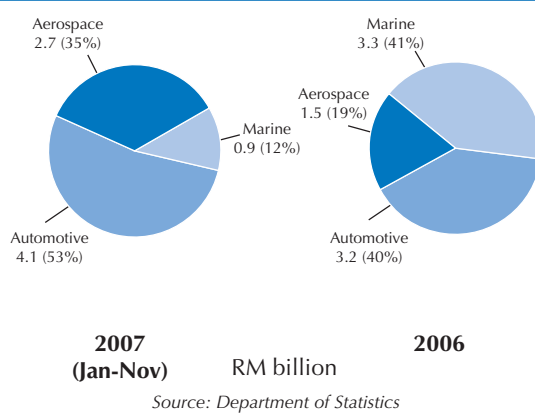 Aerospace
2.7 (35%)
Marine
0.9 (12%)
Automotive
4.1 (53%)
Marine
3.3 (41%)
Aerospace
1.5 (19%)
Automotive
3.2 (40%)
2007
(Jan-Nov)
RM billion
2006
Source: Department of Statistics